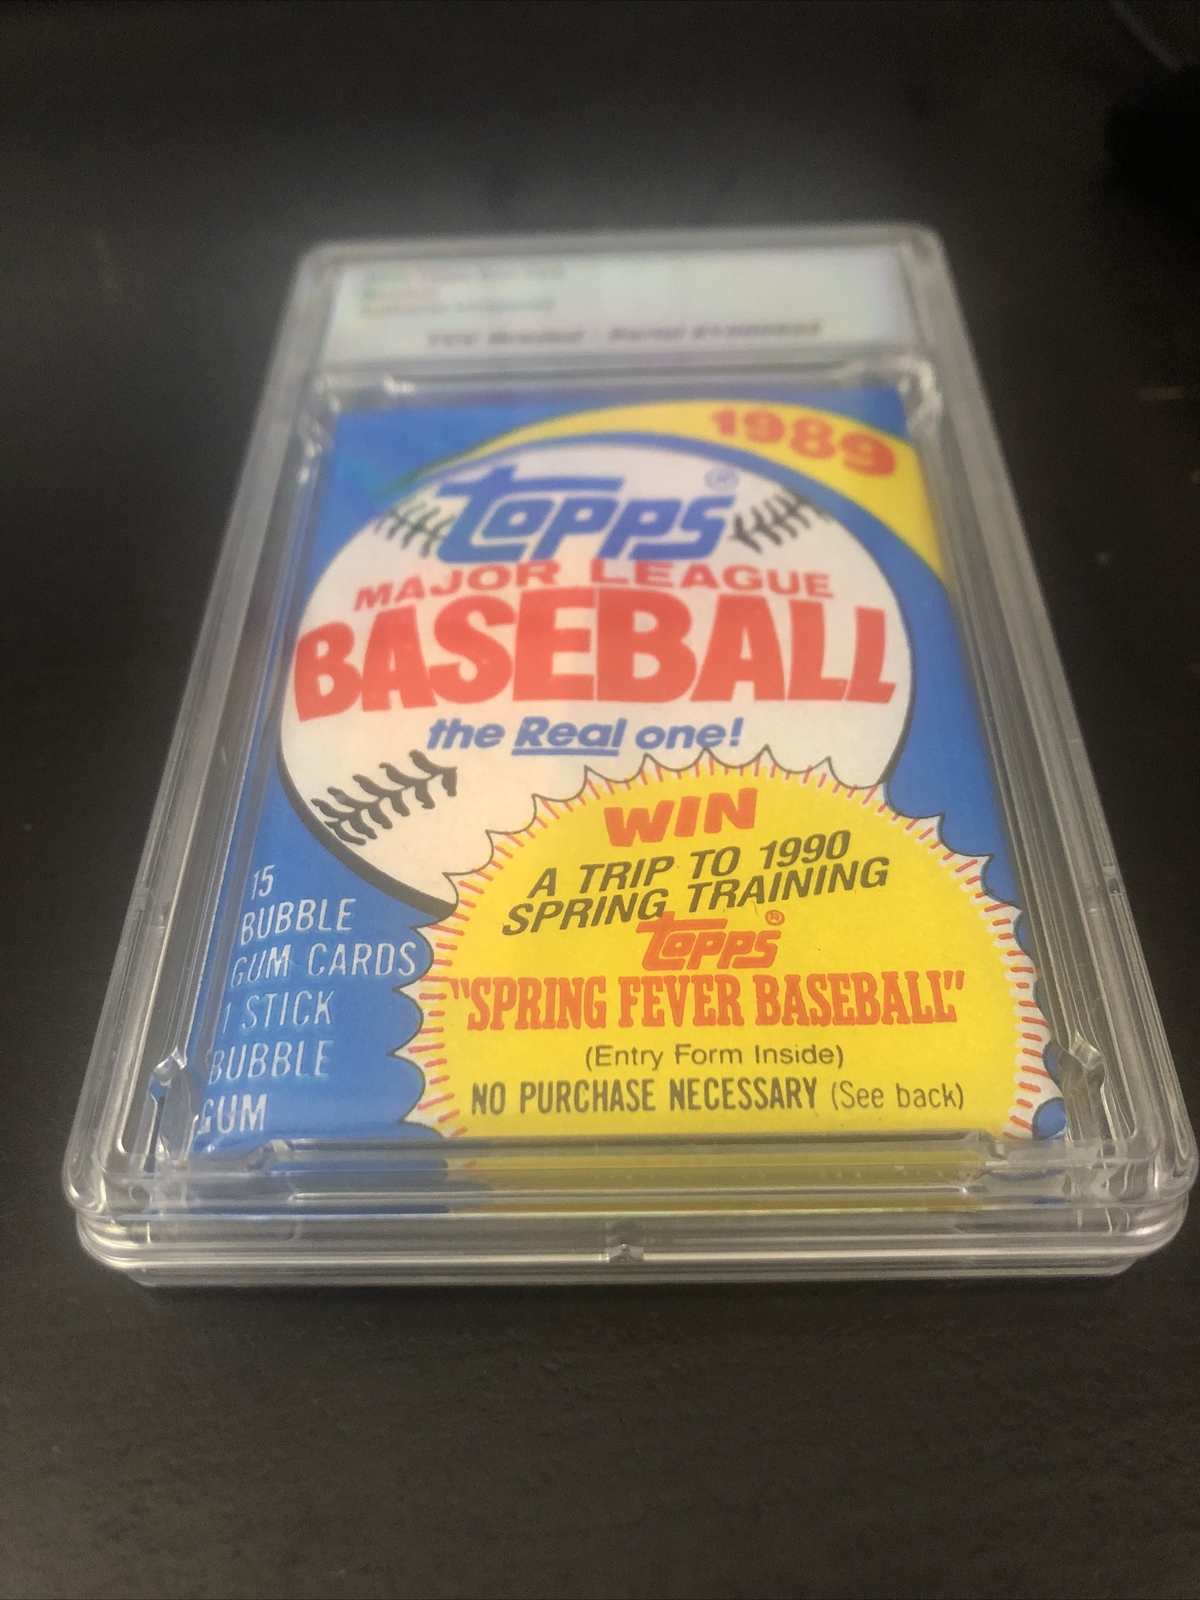 1989
Topps®
MAJOR LEAGUE
BASEBALL
the Real one!
WIN
A TRIP TO 1990
SPRING TRAINING
Topps®
"SPRING FEVER BASEBALL"
(Entry Form Inside)
NO PURCHASE NECESSARY (See back)
15
BUBBLE
GUM CARDS
1 STICK
BUBBLE
GUM